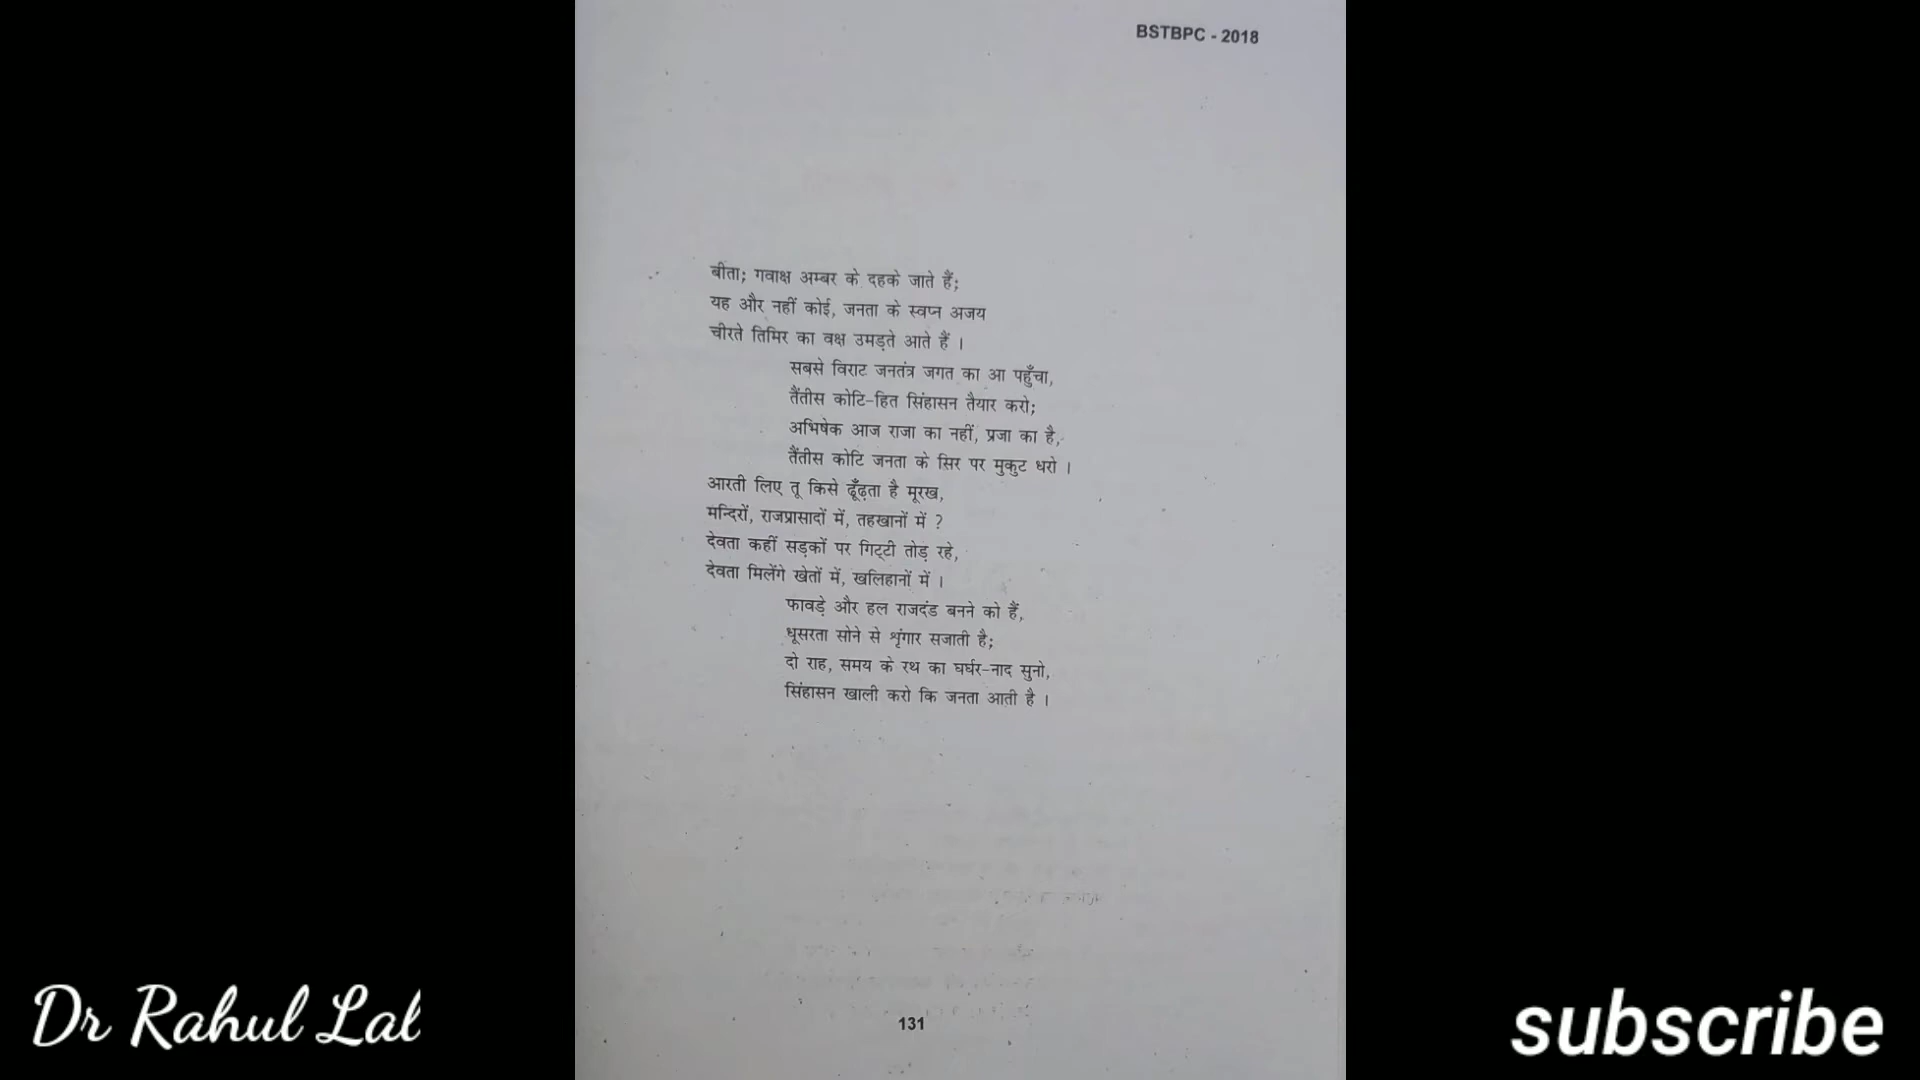 BSTBPC - 2018
बीता; गवाक्ष अम्बर के दहके जाते हैं;
यह और नहीं कोई, जनता के स्वप्न अजय
चीरते तिमिर का वक्ष उमड़ते आते हैं ।
सबसे विराट जनतंत्र जगत का आ पहुँचा,
तैंतीस कोटि-हित सिंहासन तैयार करो;
अभिषेक आज राजा का नहीं, प्रजा का है,
तैंतीस कोटि जनता के सिर पर मुकुट धरो ।
आरती लिए तू किसे ढूँढ़ता है मूरख,
मन्दिरों, राजप्रासादों में, तहखानों में ?
देवता कहीं सड़कों पर गिट्टी तोड़ रहे,
देवता मिलेंगे खेतों में, खलिहानों में ।
फावड़े और हल राजदंड बनने को हैं,
धूसरता सोने से शृंगार सजाती है;
दो राह, समय के रथ का घर्घर-नाद सुनो,
सिंहासन खाली करो कि जनता आती है ।
131
Dr Rahul Lal
subscribe